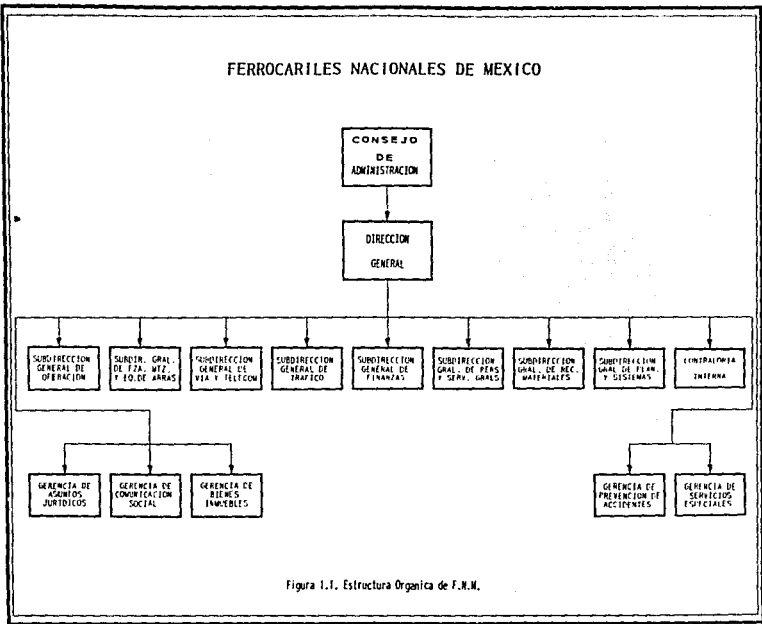 FERROCARILES NACIONALES DE MEXICO
CONSEJO
DE
ADMINISTRACION
DIRECCION
GENERAL
SUBDIRECCION
GENERAL DE
OPERACION
SUBDIR. GRAL.
DE FZA. MTZ.
Y EQ.DE ARRAS
SUBDIRECCION
GENERAL DE
VIA Y TELECOM
SUBDIRECCION
GENERAL DE
TRAFICO
SUBDIRECCION
GENERAL DE
FINANZAS
SUBDIRECCION
GRAL. DE PERS
Y SERV. GRALS
SUBDIRECCION
GRAL. DE REC.
MATERIALES
SUBDIRECCION
GRAL DE PLAN.
Y SISTEMAS
CONTRALORIA
INTERNA
GERENCIA DE
ASUNTOS
JURIDICOS
GERENCIA DE
COMUNICACION
SOCIAL
GERENCIA DE
BIENES
INMUEBLES
GERENCIA DE
PREVENCION DE
ACCIDENTES
GERENCIA DE
SERVICIOS
ESPECIALES
Figura 1.1. Estructura Organica de F.N.M.